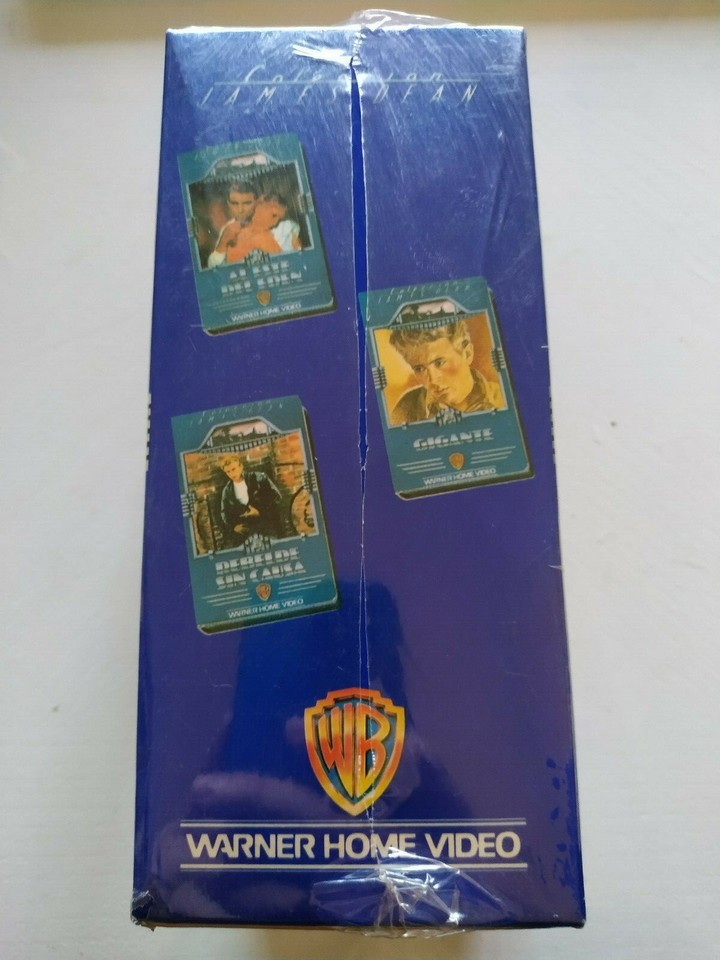 Colección
JAMES DEAN
AL ESTE
DEL EDEN
WARNER HOME VIDEO
GIGANTE
WARNER HOME VIDEO
REBELDE
SIN CAUSA
WARNER HOME VIDEO
WB
WARNER HOME VIDEO